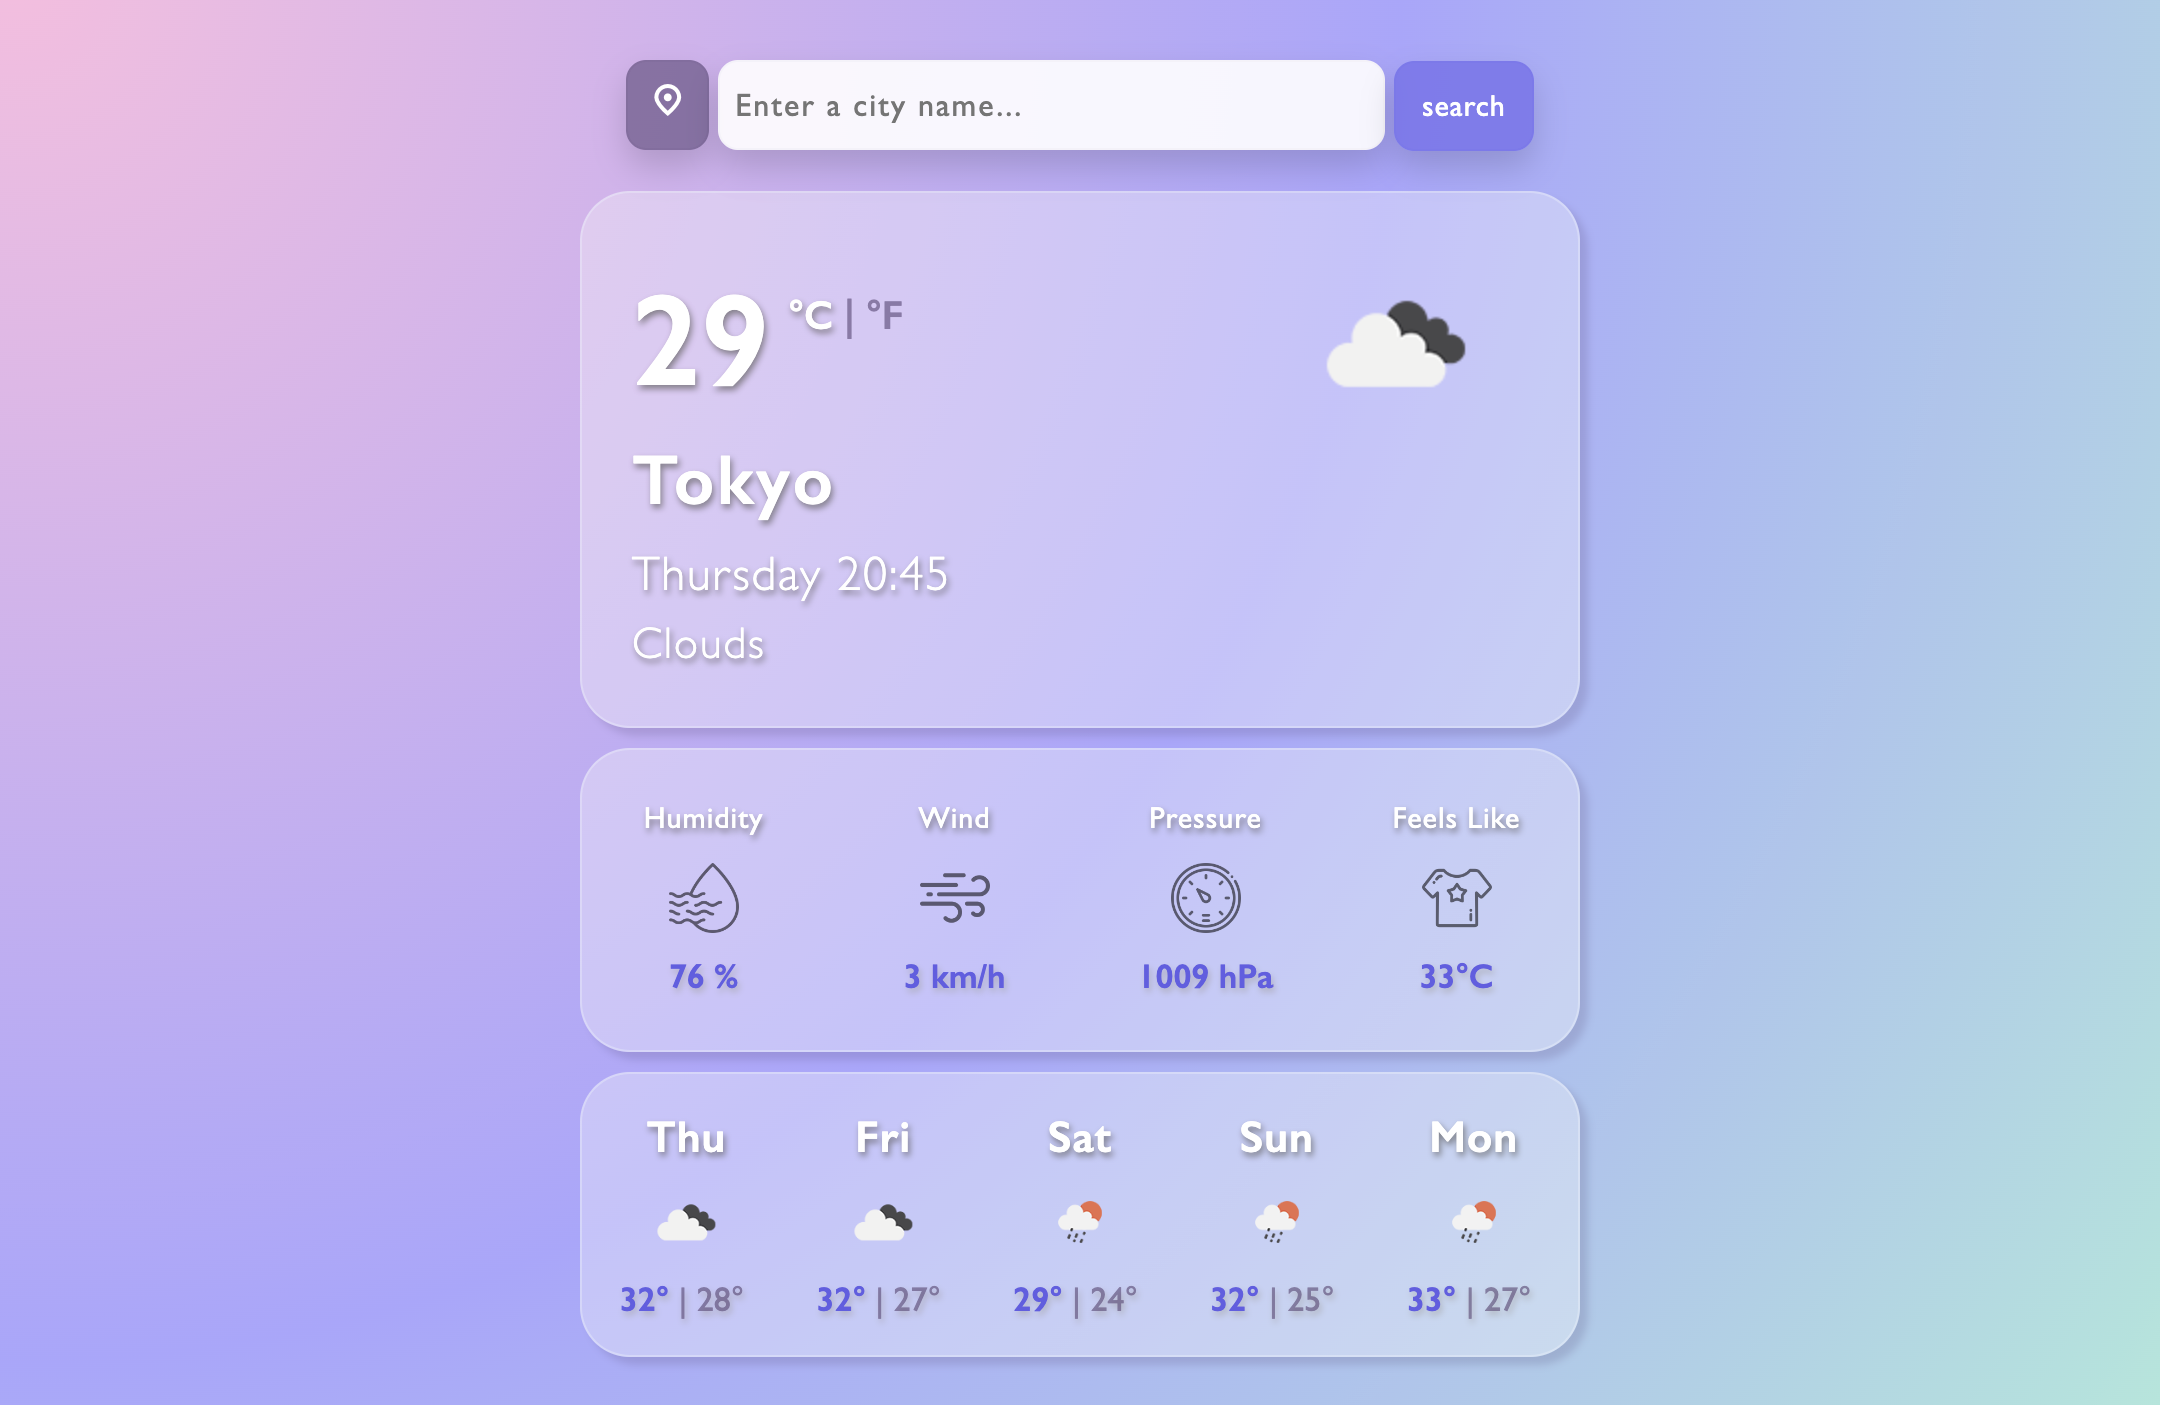 Enter a city name...
search
29 °C | °F
Tokyo
Thursday 20:45
Clouds
Humidity Wind Pressure Feels Like
76 % 3 km/h 1009 hPa 33°C
Thu Fri Sat Sun Mon
32° | 28° 32° | 27° 29° | 24° 32° | 25° 33° | 27°